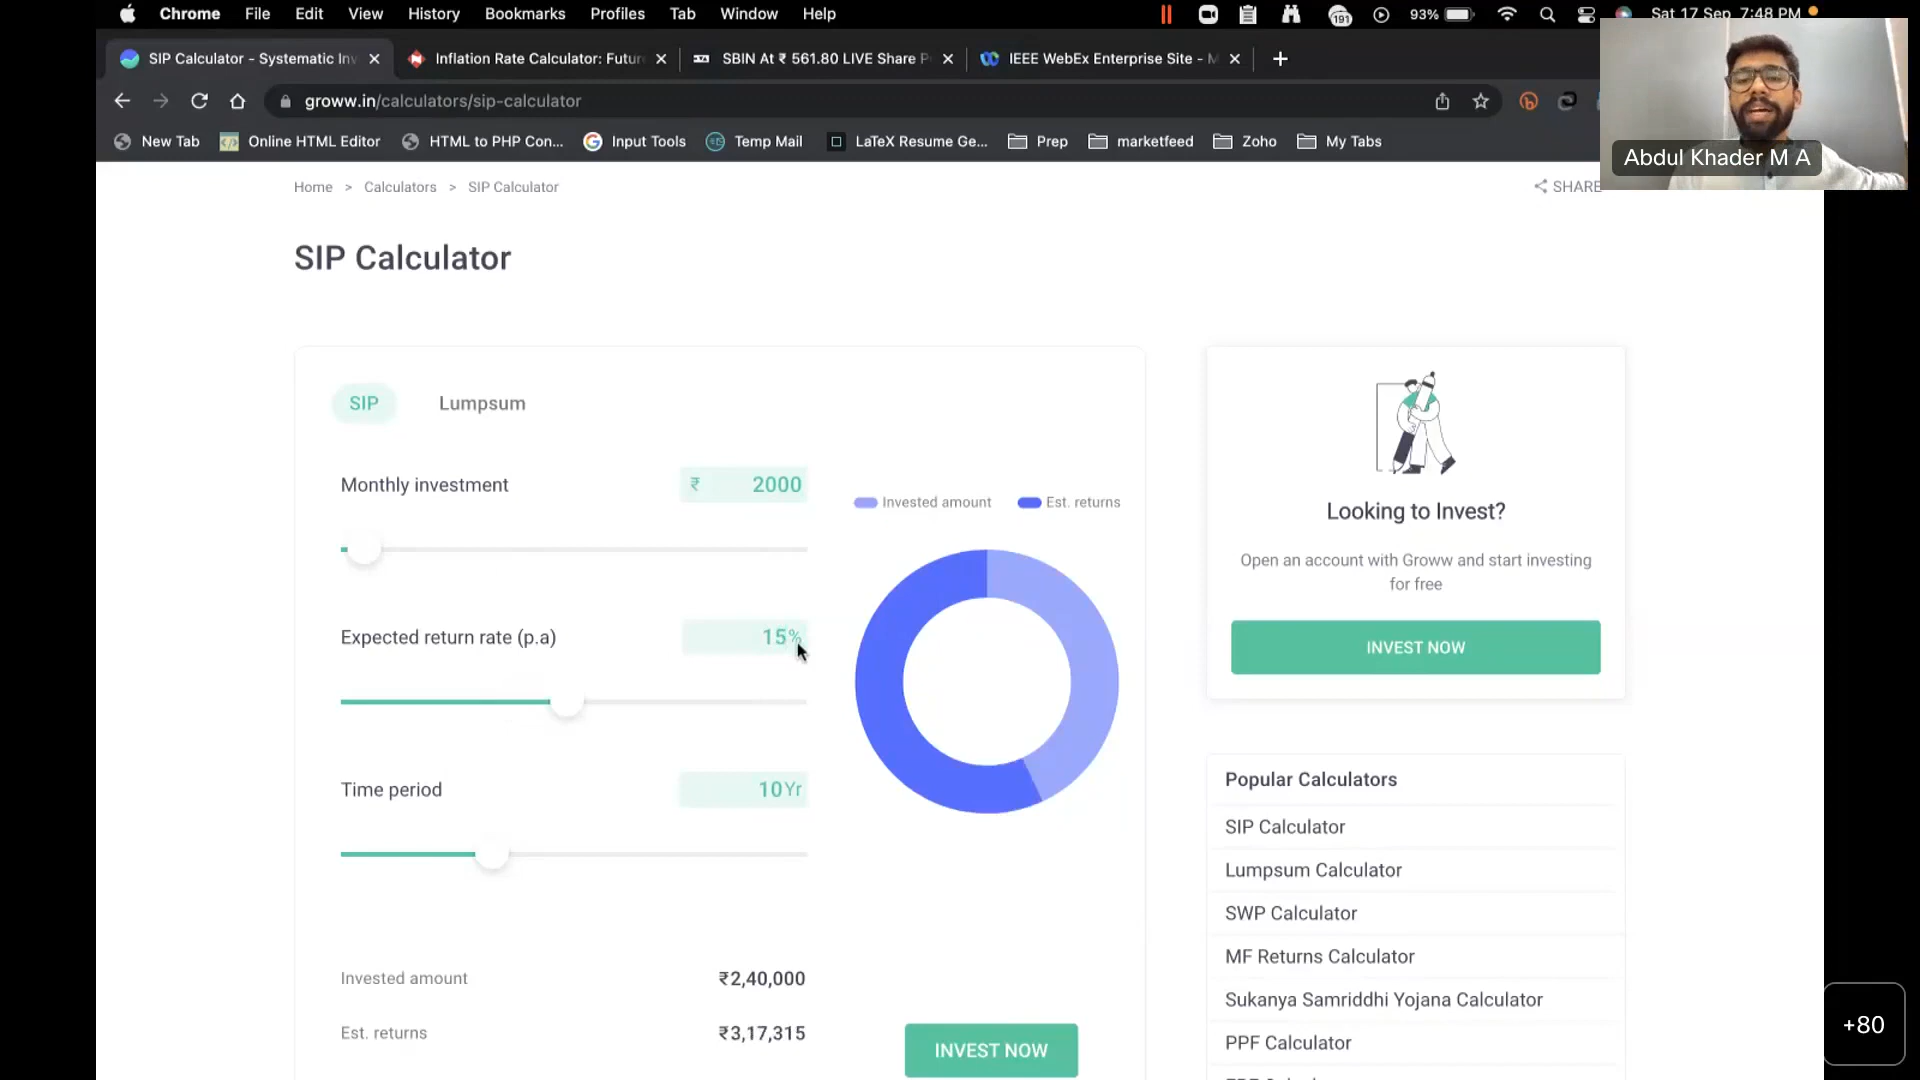 Chrome File Edit View History Bookmarks Profiles Tab Window Help 191 93% Sat 17 Sep 7:48 PM
SIP Calculator - Systematic Inv Inflation Rate Calculator: Futur SBIN At ₹ 561.80 LIVE Share P IEEE WebEx Enterprise Site - M
groww.in/calculators/sip-calculator
New Tab Online HTML Editor HTML to PHP Con... Input Tools Temp Mail LaTeX Resume Ge... Prep marketfeed Zoho My Tabs
Abdul Khader M A
Home > Calculators > SIP Calculator
SHARE
SIP Calculator
SIP Lumpsum
Monthly investment ₹ 2000
Invested amount Est. returns
Expected return rate (p.a) 15%
Time period 10Yr
Invested amount ₹2,40,000
Est. returns ₹3,17,315
INVEST NOW
Looking to Invest?
Open an account with Groww and start investing
for free
INVEST NOW
Popular Calculators
SIP Calculator
Lumpsum Calculator
SWP Calculator
MF Returns Calculator
Sukanya Samriddhi Yojana Calculator
PPF Calculator
+80